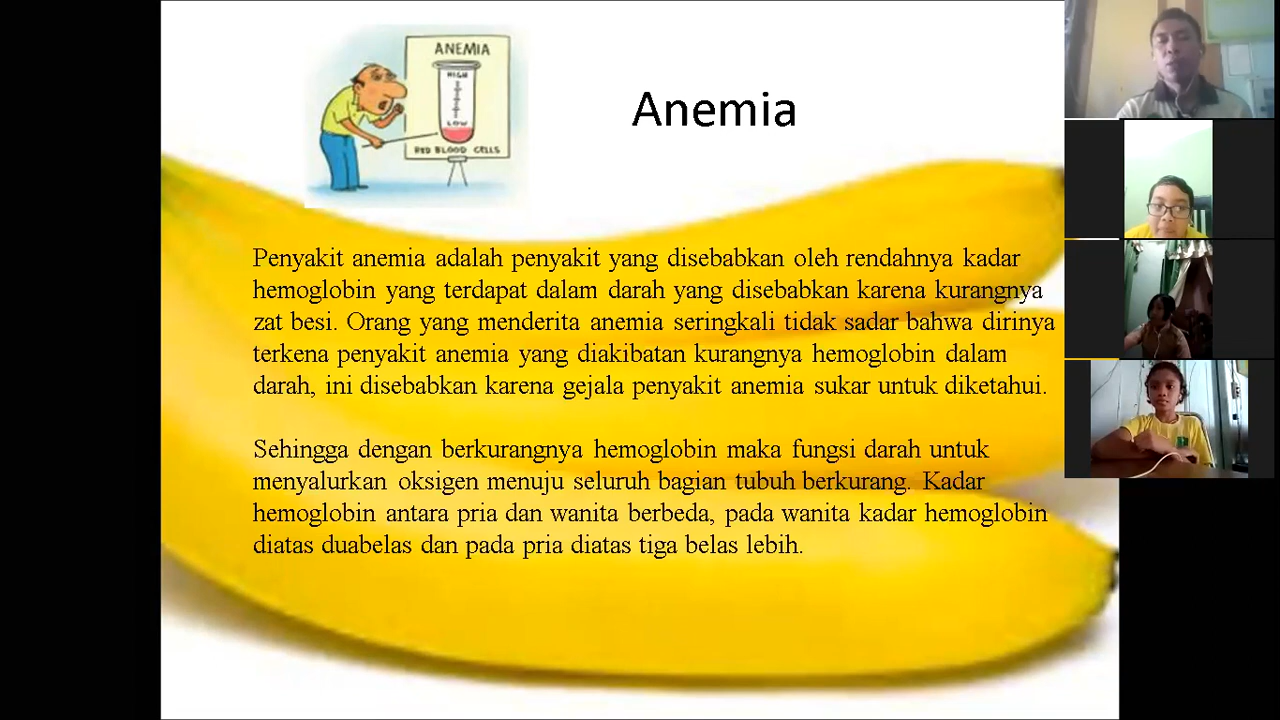 ANEMIA
HIGH
LOW
RED BLOOD CELLS
Anemia
Penyakit anemia adalah penyakit yang disebabkan oleh rendahnya kadar
hemoglobin yang terdapat dalam darah yang disebabkan karena kurangnya
zat besi. Orang yang menderita anemia seringkali tidak sadar bahwa dirinya
terkena penyakit anemia yang diakibatan kurangnya hemoglobin dalam
darah, ini disebabkan karena gejala penyakit anemia sukar untuk diketahui.
Sehingga dengan berkurangnya hemoglobin maka fungsi darah untuk
menyalurkan oksigen menuju seluruh bagian tubuh berkurang. Kadar
hemoglobin antara pria dan wanita berbeda, pada wanita kadar hemoglobin
diatas duabelas dan pada pria diatas tiga belas lebih.